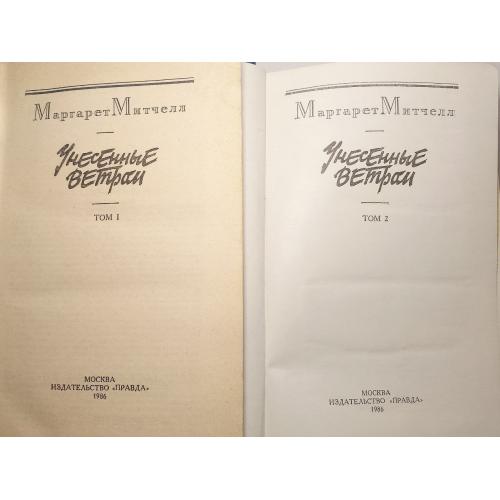 Маргарет Митчелл
Унесенные
ветром
ТОМ 1
МОСКВА
ИЗДАТЕЛЬСТВО «ПРАВДА»
1986
Маргарет Митчелл
Унесенные
ветром
ТОМ 2
МОСКВА
ИЗДАТЕЛЬСТВО «ПРАВДА»
1986